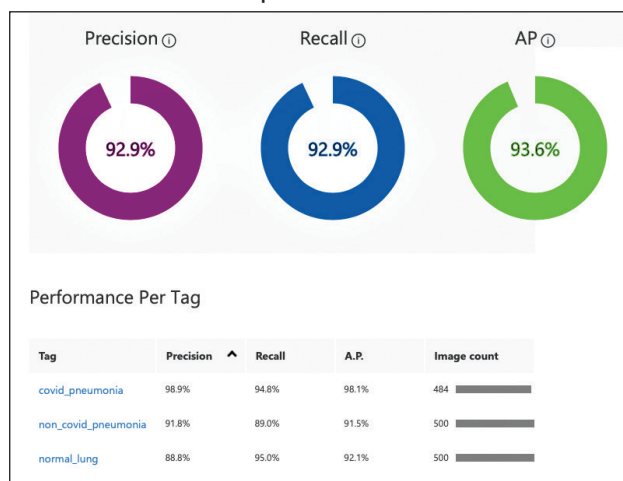 Precision ⓘ Recall ⓘ AP ⓘ
92.9% 92.9% 93.6%
Performance Per Tag
Tag Precision ^ Recall A.P. Image count
covid_pneumonia 98.9% 94.8% 98.1% 484
non_covid_pneumonia 91.8% 89.0% 91.5% 500
normal_lung 88.8% 95.0% 92.1% 500